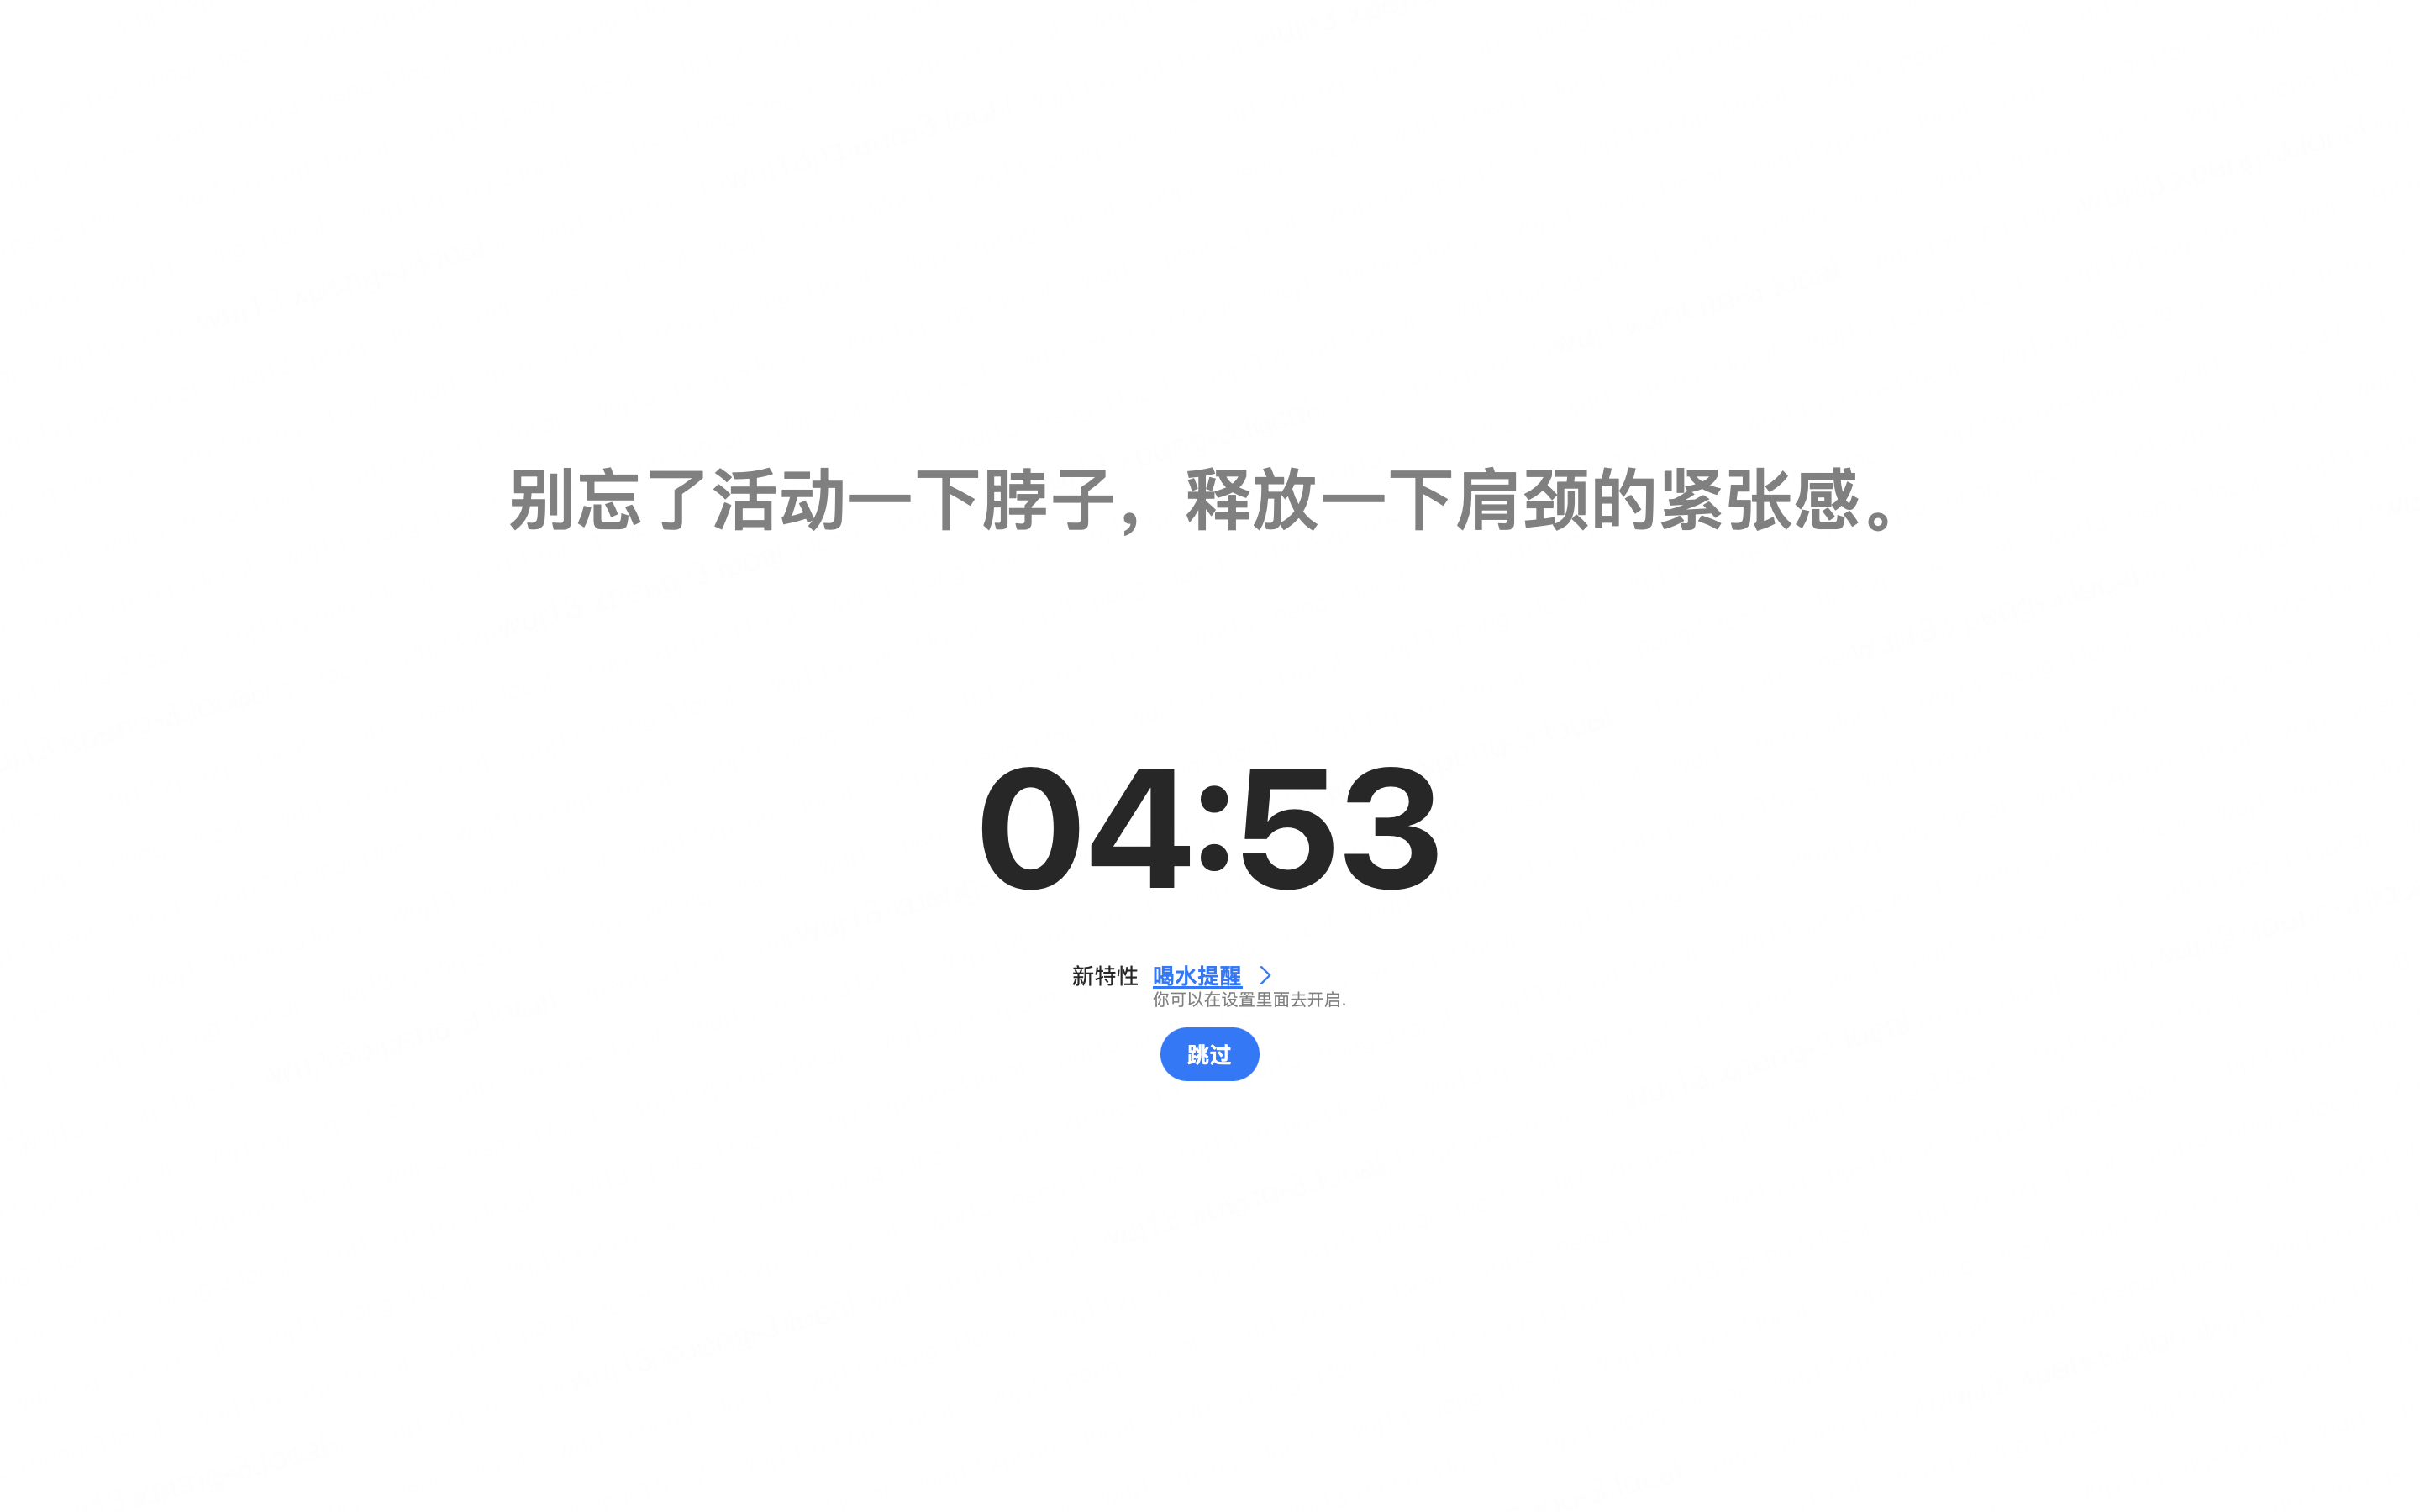 别忘了活动一下脖子，释放一下肩颈的紧张感。
04:53
新特性 喝水提醒
你可以在设置里面去开启.
跳过